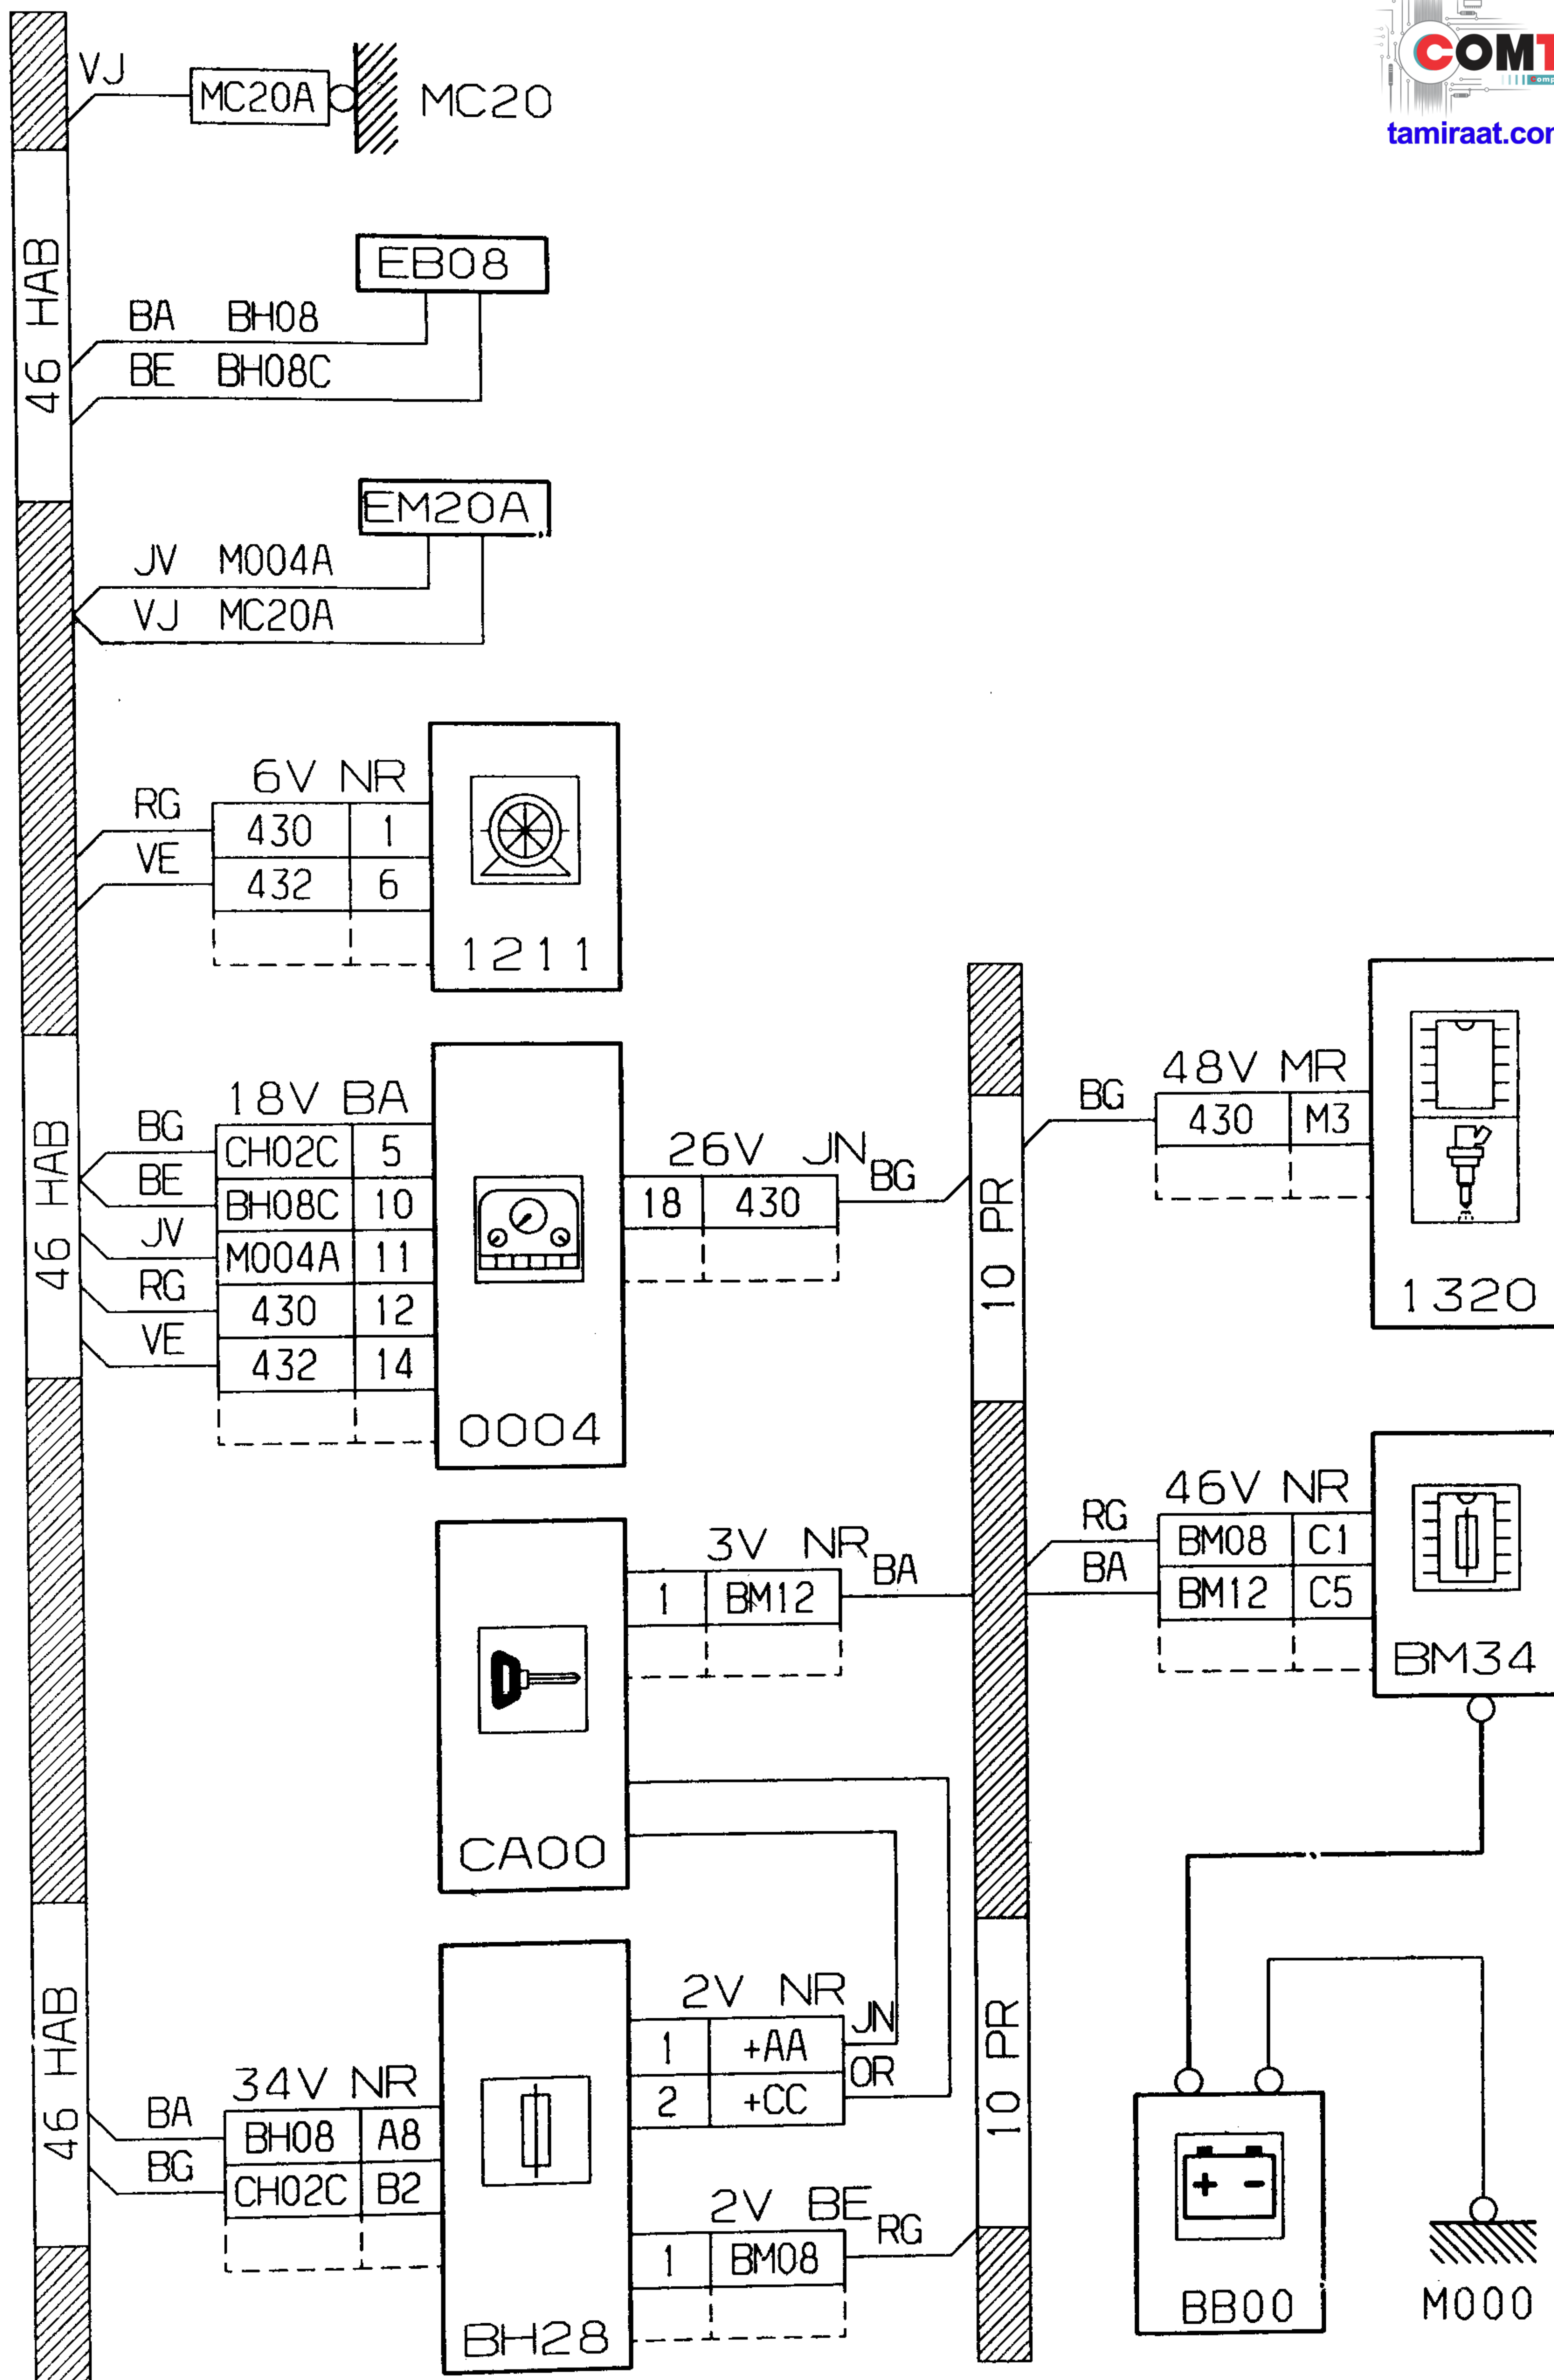 COMT
Comp
tamiraat.com
VJ
MC20A
MC20
46 HAB
EB08
BA BH08
BE BH08C
EM20A
JV M004A
VJ MC20A
6V NR
RG 430 1
VE 432 6
1211
46 HAB
18V BA
BG CH02C 5
BE BH08C 10
JV M004A 11
RG 430 12
VE 432 14
0004
26V JN
18 430 BG
10 PR
48V MR
BG 430 M3
1320
3V NR
1 BM12 BA
CA00
46V NR
RG BM08 C1
BA BM12 C5
BM34
46 HAB
34V NR
BA BH08 A8
BG CH02C B2
2V NR
1 +AA JN
2 +CC OR
2V BE
1 BM08 RG
BH28
10 PR
+ -
BB00
M000